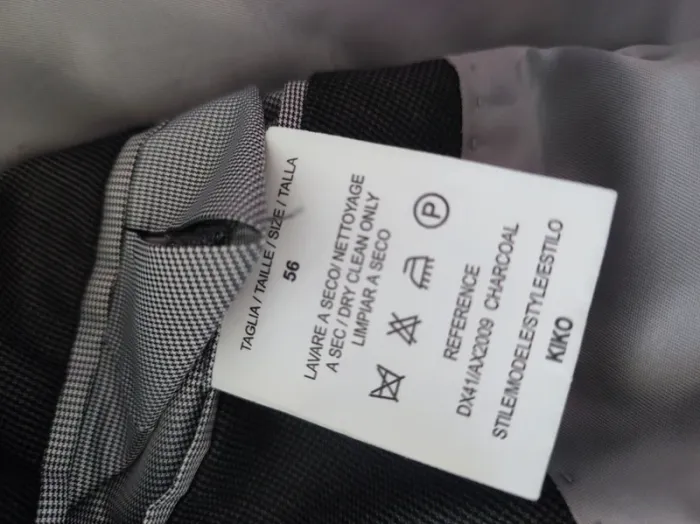 TAGLIA / TAILLE / SIZE / TALLA
56
LAVARE A SECO/ NETTOYAGE
A SEC / DRY CLEAN ONLY
LIMPIAR A SECO
P
REFERENCE
DX41/AX2009 CHARCOAL
STILE/MODELE/STYLE/ESTILO
KIKO